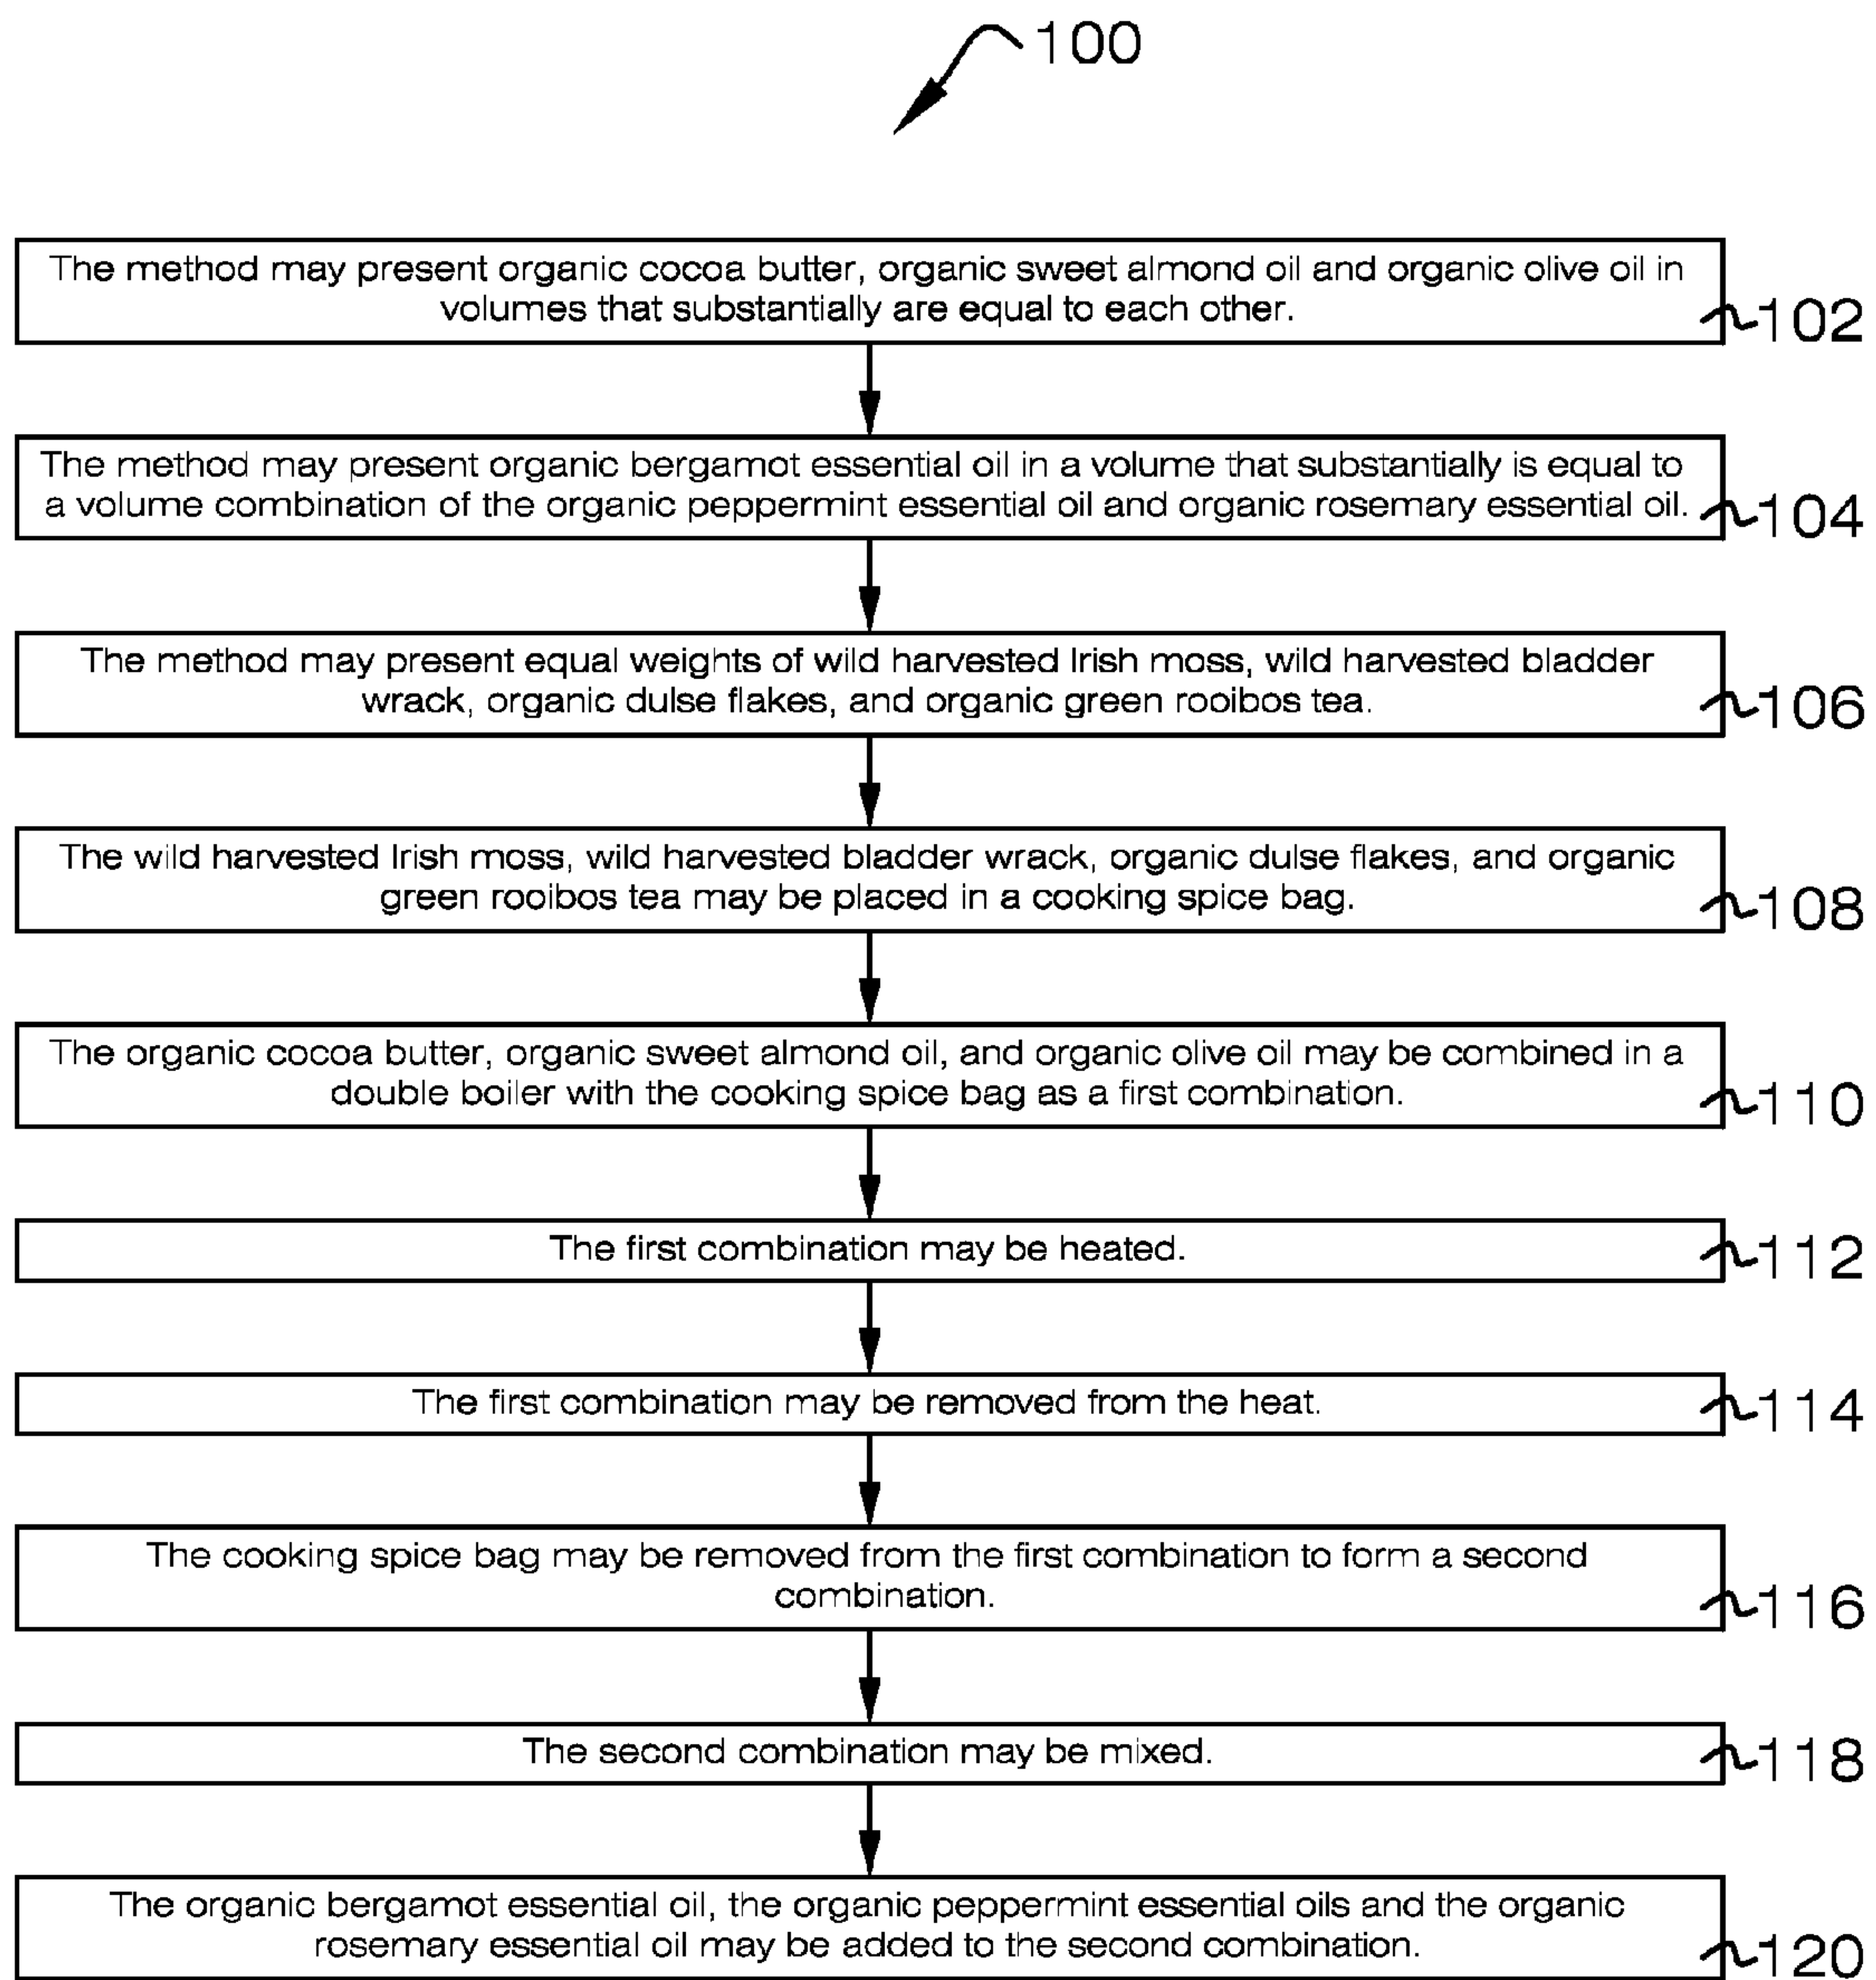 100
The method may present organic cocoa butter, organic sweet almond oil and organic olive oil in
volumes that substantially are equal to each other.
102
The method may present organic bergamot essential oil in a volume that substantially is equal to
a volume combination of the organic peppermint essential oil and organic rosemary essential oil.
104
The method may present equal weights of wild harvested Irish moss, wild harvested bladder
wrack, organic dulse flakes, and organic green rooibos tea.
106
The wild harvested Irish moss, wild harvested bladder wrack, organic dulse flakes, and organic
green rooibos tea may be placed in a cooking spice bag.
108
The organic cocoa butter, organic sweet almond oil, and organic olive oil may be combined in a
double boiler with the cooking spice bag as a first combination.
110
The first combination may be heated.
112
The first combination may be removed from the heat.
114
The cooking spice bag may be removed from the first combination to form a second
combination.
116
The second combination may be mixed.
118
The organic bergamot essential oil, the organic peppermint essential oils and the organic
rosemary essential oil may be added to the second combination.
120